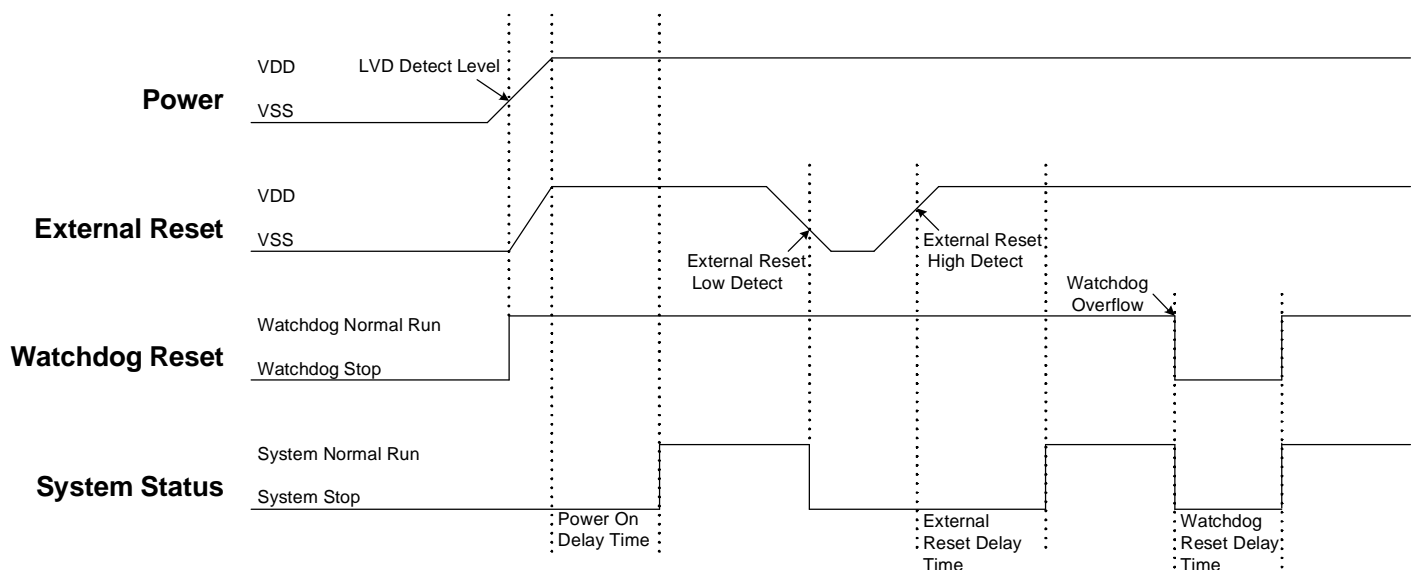 VDD
LVD Detect Level
Power
VSS
VDD
External Reset
VSS
External Reset
Low Detect
External Reset
High Detect
Watchdog
Overflow
Watchdog Normal Run
Watchdog Reset
Watchdog Stop
System Normal Run
System Status
System Stop
Power On
Delay Time
External
Reset Delay
Time
Watchdog
Reset Delay
Time